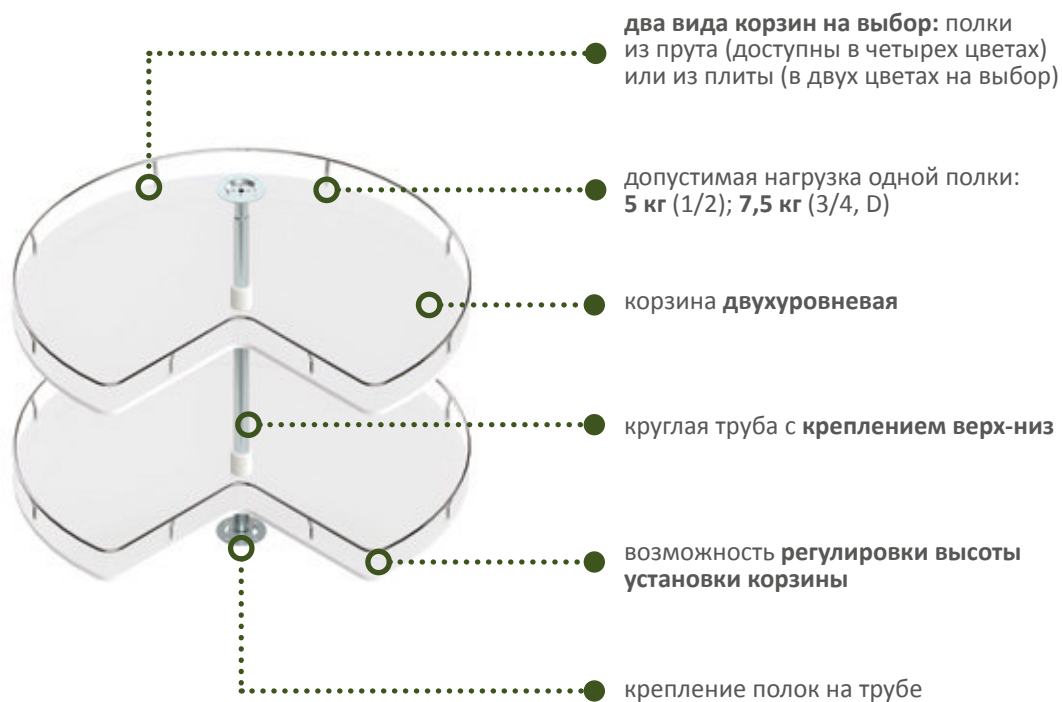 два вида корзин на выбор: полки
из прута (доступны в четырех цветах)
или из плиты (в двух цветах на выбор)
допустимая нагрузка одной полки:
5 кг (1/2); 7,5 кг (3/4, D)
корзина двухуровневая
круглая труба с креплением верх-низ
возможность регулировки высоты
установки корзины
крепление полок на трубе